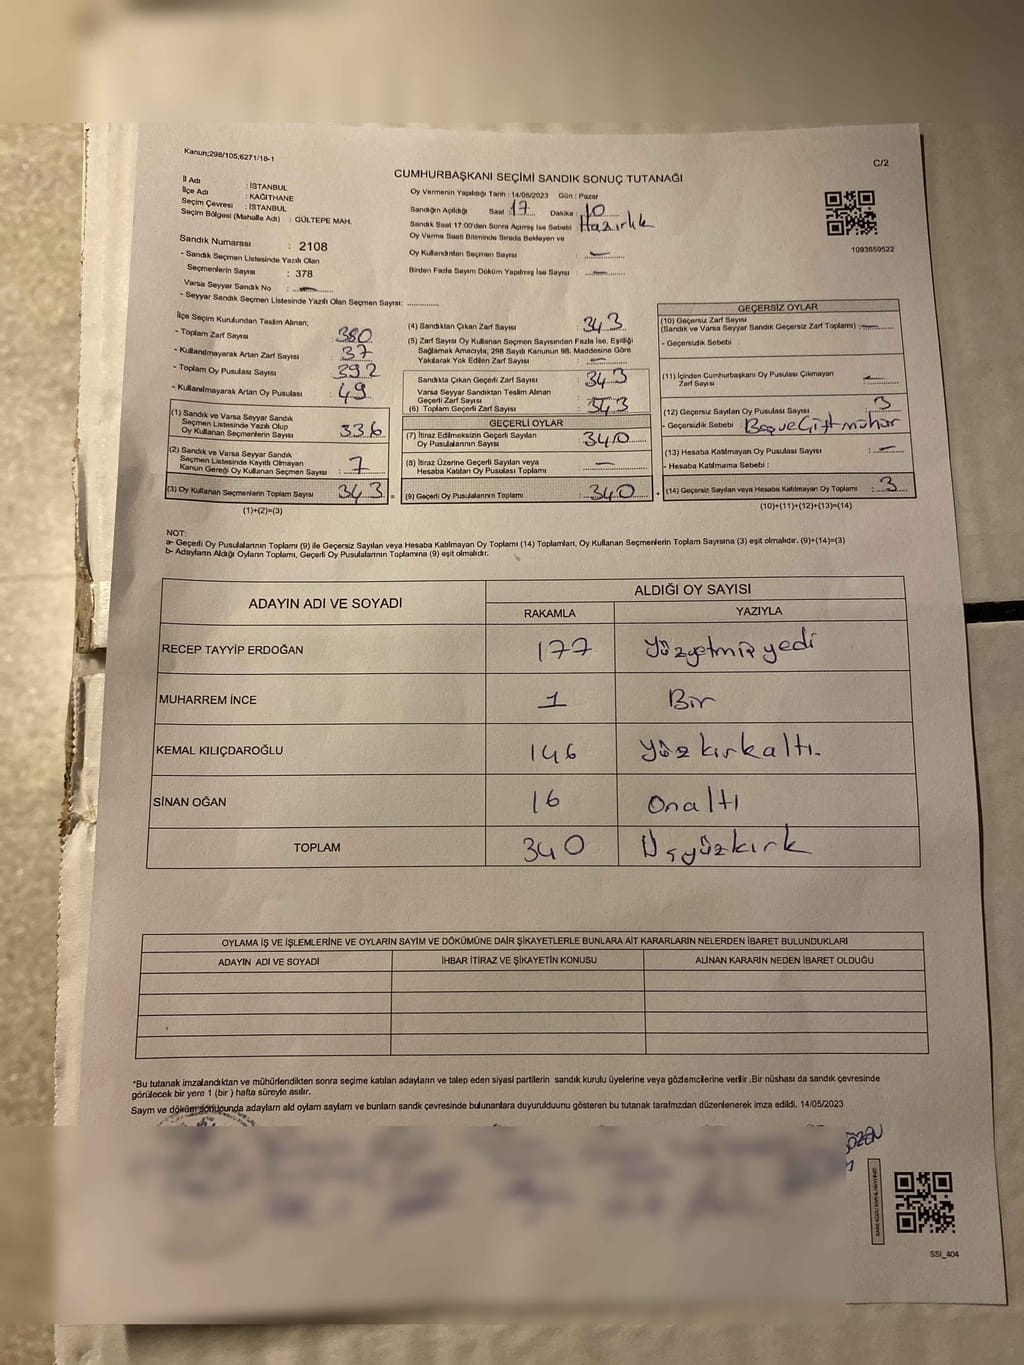 Kanun;298/105;6271/16-1
C/2
CUMHURBAŞKANI SEÇİMİ SANDIK SONUÇ TUTANAĞI
İl Adı : İSTANBUL
İlçe Adı : KAĞITHANE
Seçim Çevresi : İSTANBUL
Seçim Bölgesi (Mahalle Adı) : GÜLTEPE MAH.
Sandık Numarası : 2108
- Sandık Seçmen Listesinde Yazılı Olan
Seçmenlerin Sayısı : 378
Varsa Seyyar Sandık No : —
- Seyyar Sandık Seçmen Listesinde Yazılı Olan Seçmen Sayısı: ............
Oy Vermenin Yapıldığı Tarih : 14/05/2023 Gün : Pazar
Sandığın Açıldığı Saat : 17 Dakika : 10
Sandık Saat 17:00'den Sonra Açımış İse Sebebi : Hazırlık
Oy Verme Saati Bitiminde Sırada Bekleyen ve
Oy Kullandırılan Seçmen Sayısı : —
Birden Fazla Sayım Döküm Yapılmış İse Sayısı : —
1093659522
İlçe Seçim Kurulundan Teslim Alınan;
- Toplam Zarf Sayısı : 380
- Kullanılmayarak Artan Zarf Sayısı : 37
- Toplam Oy Pusulası Sayısı : 392
- Kullanılmayarak Artan Oy Pusulası : 49
(1) Sandık ve Varsa Seyyar Sandık
Seçmen Listesinde Yazılı Olup
Oy Kullanan Seçmenlerin Sayısı : 336
(2) Sandık ve Varsa Seyyar Sandık
Seçmen Listesinde Kayıtlı Olmayan
Kanun Gereği Oy Kullanan Seçmen Sayısı : 7
(3) Oy Kullanan Seçmenlerin Toplam Sayısı : 343 =
(1)+(2)=(3)
(4) Sandıktan Çıkan Zarf Sayısı : 343
(5) Zarf Sayısı Oy Kullanan Seçmen Sayısından Fazla İse, Eşitliği
Sağlamak Amacıyla; 298 Sayılı Kanunun 98. Maddesine Göre
Yakılarak Yok Edilen Zarf Sayısı : —
Sandıkta Çıkan Geçerli Zarf Sayısı : 343
Varsa Seyyar Sandıktan Teslim Alınan
Geçerli Zarf Sayısı : —
(6) Toplam Geçerli Zarf Sayısı : 343
GEÇERLİ OYLAR
(7) İtiraz Edilmeksizin Geçerli Sayılan
Oy Pusulalarının Sayısı : 340
(8) İtiraz Üzerine Geçerli Sayılan veya
Hesaba Katılan Oy Pusulası Toplamı : —
(9) Geçerli Oy Pusulalarının Toplamı : 340 +
GEÇERSİZ OYLAR
(10) Geçersiz Zarf Sayısı
(Sandık ve Varsa Seyyar Sandık Geçersiz Zarf Toplamı) : —
- Geçersizlik Sebebi :
(11) İçinden Cumhurbaşkanı Oy Pusulası Çıkmayan
Zarf Sayısı : —
(12) Geçersiz Sayılan Oy Pusulası Sayısı : 3
- Geçersizlik Sebebi : Boş ve Çift mühür
(13) Hesaba Katılmayan Oy Pusulası Sayısı : —
- Hesaba Katılmama Sebebi :
(14) Geçersiz Sayılan veya Hesaba Katılmayan Oy Toplamı : 3
(10)+(11)+(12)+(13)=(14)
NOT:
a- Geçerli Oy Pusulalarının Toplamı (9) ile Geçersiz Sayılan veya Hesaba Katılmayan Oy Toplamı (14) Toplamları, Oy Kullanan Seçmenlerin Toplam Sayısına (3) eşit olmalıdır. (9)+(14)=(3)
b- Adayların Aldığı Oyların Toplamı, Geçerli Oy Pusulalarının Toplamına (9) eşit olmalıdır.
ADAYIN ADI VE SOYADI ALDIĞI OY SAYISI
RAKAMLA YAZIYLA
RECEP TAYYİP ERDOĞAN 177 Yüzyetmişyedi
MUHARREM İNCE 1 Bir
KEMAL KILIÇDAROĞLU 146 Yüzkırkaltı.
SİNAN OĞAN 16 Onaltı
TOPLAM 340 Üçyüzkırk
OYLAMA İŞ VE İŞLEMLERİNE VE OYLARIN SAYIM VE DÖKÜMÜNE DAİR ŞİKAYETLERLE BUNLARA AİT KARARLARIN NELERDEN İBARET BULUNDUKLARI
ADAYIN ADI VE SOYADI İHBAR İTİRAZ VE ŞİKAYETİN KONUSU ALINAN KARARIN NEDEN İBARET OLDUĞU
*Bu tutanak imzalandıktan ve mühürlendikten sonra seçime katılan adayların ve talep eden siyasi partilerin sandık kurulu üyelerine veya gözlemcilerine verilir .Bir nüshası da sandık çevresinde
görülecek bir yere 1 (bir ) hafta süreyle asılır.
Sayım ve döküm sonucunda adayların aldı oyların sayıları ve bunların sandık çevresinde bulunanlara duyurulduunu gösteren bu tutanak tarafımızdan düzenlenerek imza edildi. 14/05/2023
SSI_404